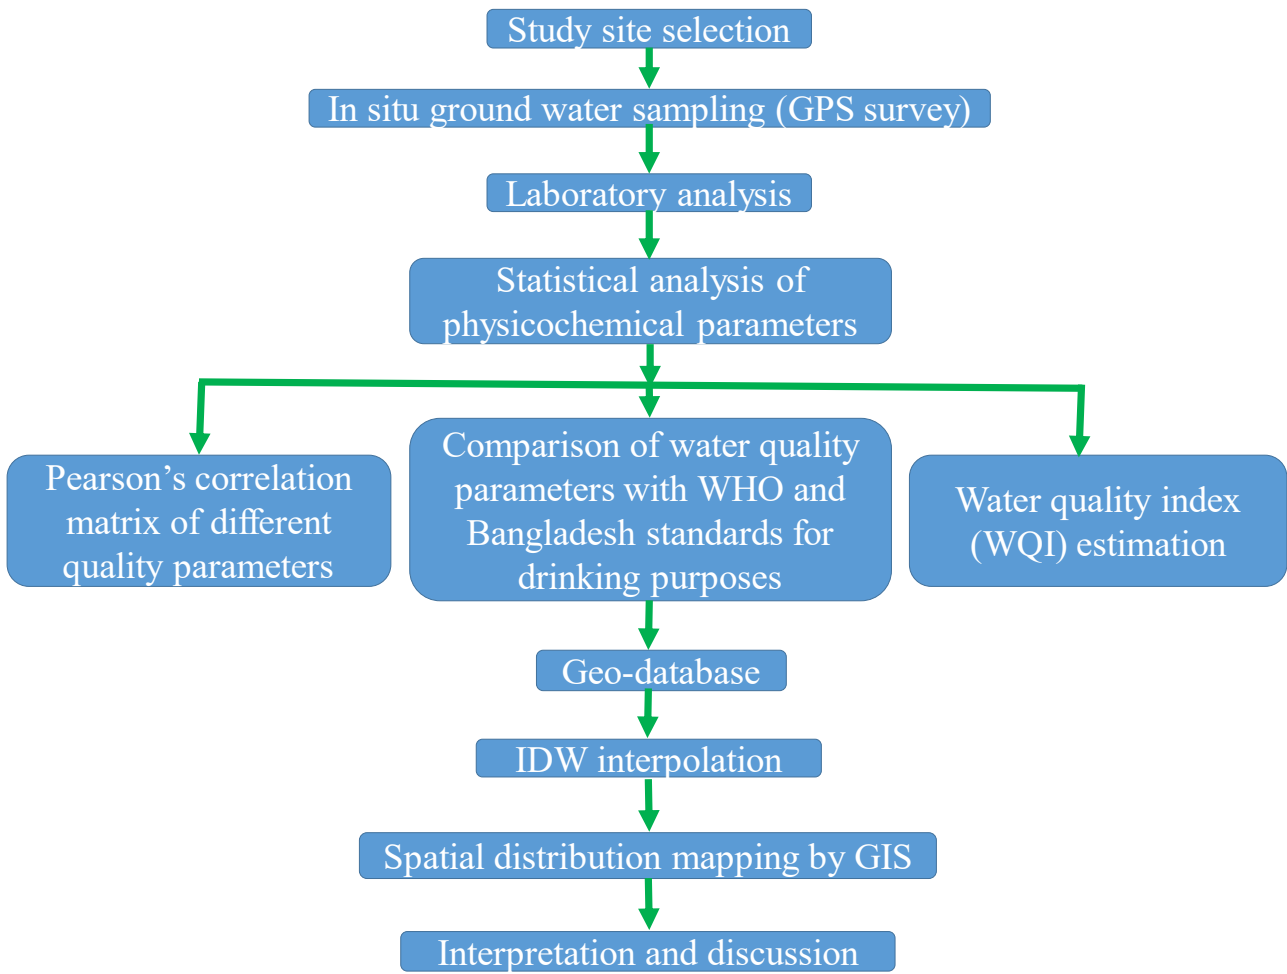 Study site selection
In situ ground water sampling (GPS survey)
Laboratory analysis
Statistical analysis of
physicochemical parameters
Pearson’s correlation
matrix of different
quality parameters
Comparison of water quality
parameters with WHO and
Bangladesh standards for
drinking purposes
Water quality index
(WQI) estimation
Geo-database
IDW interpolation
Spatial distribution mapping by GIS
Interpretation and discussion